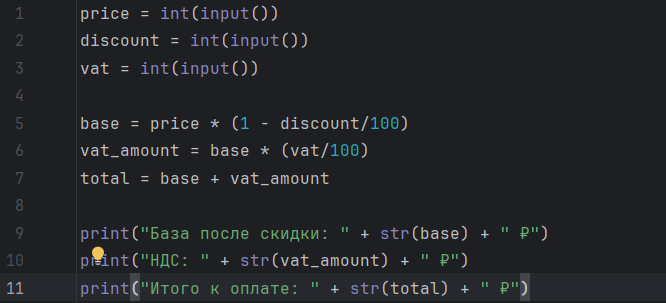 1 price = int(input())
2 discount = int(input())
3 vat = int(input())
4
5 base = price * (1 - discount/100)
6 vat_amount = base * (vat/100)
7 total = base + vat_amount
8
9 print("База после скидки: " + str(base) + " ₽")
10 print("НДС: " + str(vat_amount) + " ₽")
11 print("Итого к оплате: " + str(total) + " ₽")